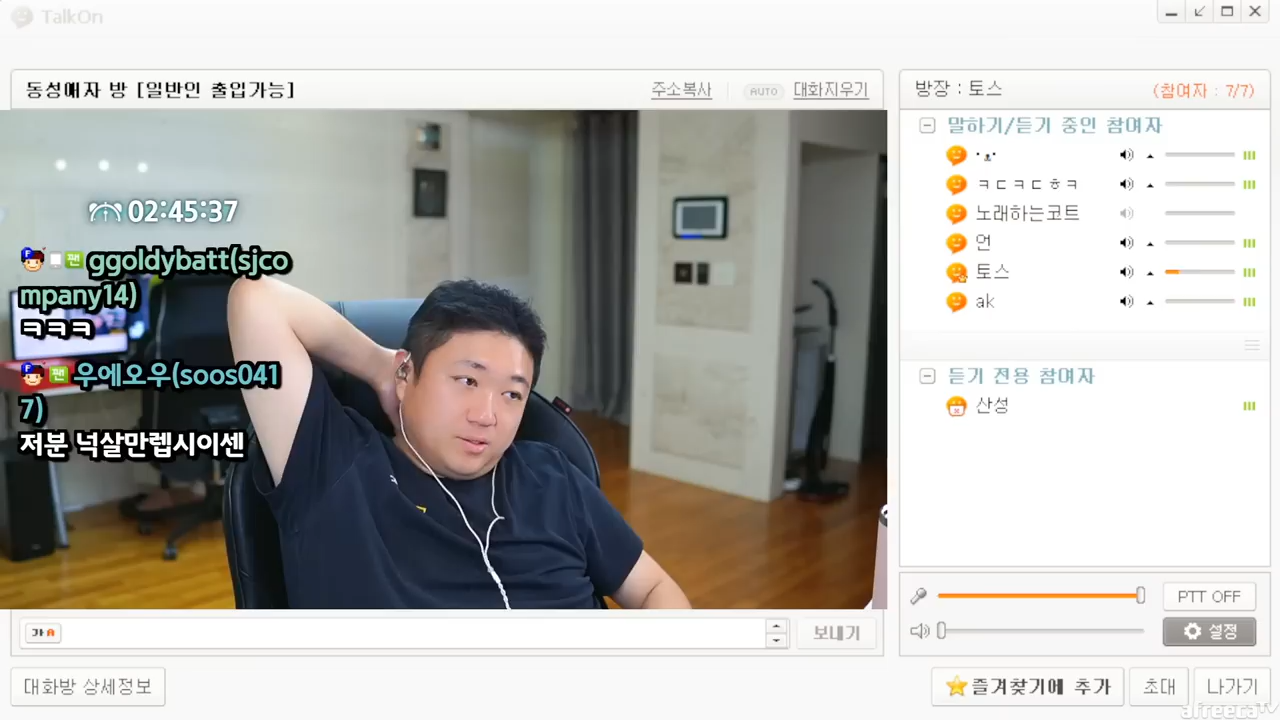 TalkOn
동성애자 방 [일반인 출입가능]
주소복사
AUTO
대화지우기
방장 : 토스
(참여자 : 7/7)
말하기/듣기 중인 참여자
ㅋㄷㅋㄷㅎㅋ
노래하는코트
언
토스
ak
듣기 전용 참여자
산성
02:45:37
팬 ggoldybatt(sjco
mpany14)
ㅋㅋㅋ
팬 우에오우(soos041
7)
저분 넋살만렙시이센
가A
보내기
PTT OFF
설정
대화방 상세정보
즐겨찾기에 추가
초대
나가기
afreecaTV